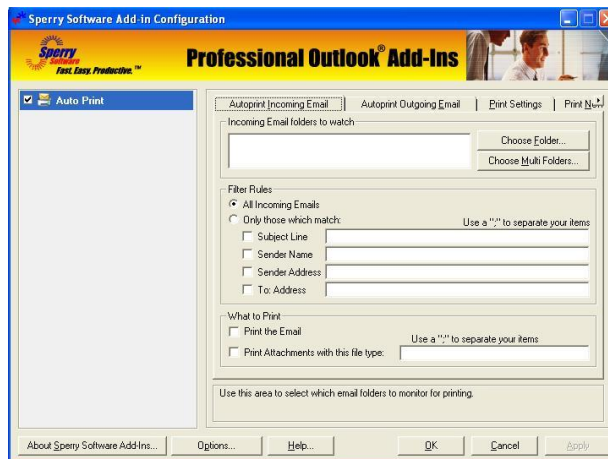 Sperry Software Add-in Configuration
Sperry Software
Fast. Easy. Productive.™
Professional Outlook® Add-Ins
Auto Print
Autoprint Incoming Email
Autoprint Outgoing Email
Print Settings
Print
Incoming Email folders to watch
Choose Folder...
Choose Multi Folders...
Filter Rules
All Incoming Emails
Only those which match:
Use a ";" to separate your items
Subject Line
Sender Name
Sender Address
To: Address
What to Print
Print the Email
Use a ";" to separate your items
Print Attachments with this file type:
Use this area to select which email folders to monitor for printing.
About Sperry Software Add-Ins...
Options...
Help...
OK
Cancel
Apply